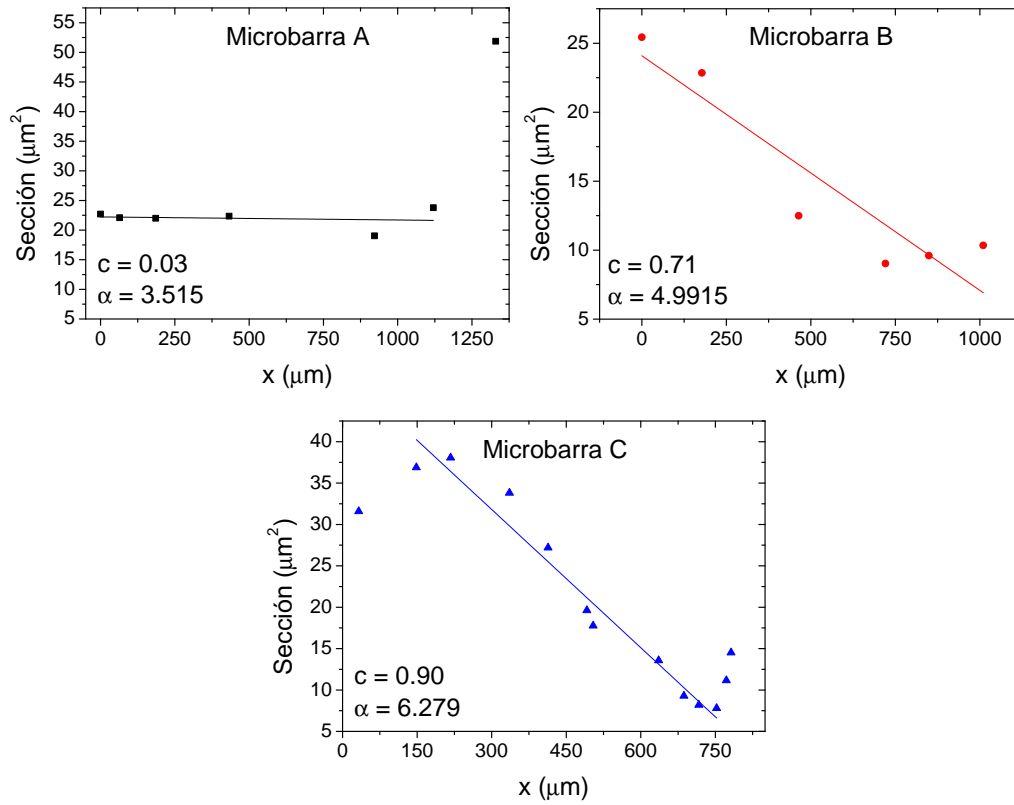 Microbarra A
55
50
45
40
35
30
25
20
15
10
5
Sección (μm²)
c = 0.03
α = 3.515
0 250 500 750 1000 1250
x (μm)
Microbarra B
25
20
15
10
5
Sección (μm²)
c = 0.71
α = 4.9915
0 250 500 750 1000
x (μm)
Microbarra C
40
35
30
25
20
15
10
5
Sección (μm²)
c = 0.90
α = 6.279
0 150 300 450 600 750
x (μm)